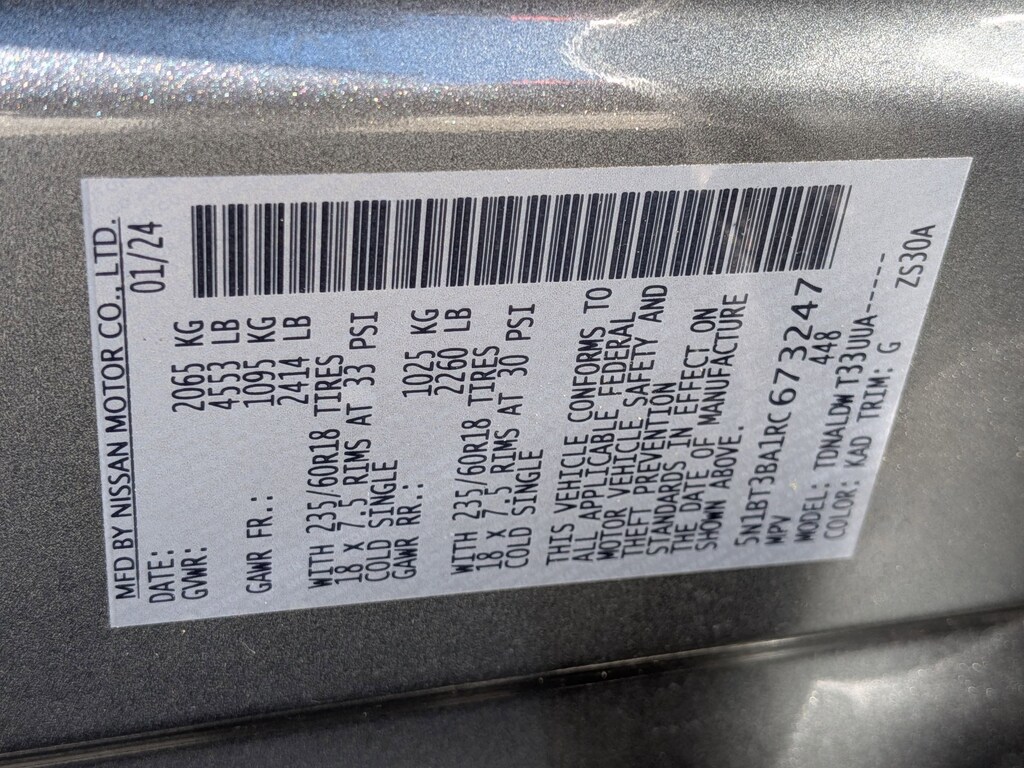 MFD BY NISSAN MOTOR CO., LTD.
DATE: 01/24
GVWR: 2065 KG
4553 LB
GAWR FR.: 1095 KG
2414 LB
WITH 235/60R18 TIRES
18 X 7.5 RIMS AT 33 PSI
COLD SINGLE
GAWR RR.: 1025 KG
2260 LB
WITH 235/60R18 TIRES
18 X 7.5 RIMS AT 30 PSI
COLD SINGLE
THIS VEHICLE CONFORMS TO
ALL APPLICABLE FEDERAL
MOTOR VEHICLE SAFETY AND
THEFT PREVENTION
STANDARDS IN EFFECT ON
THE DATE OF MANUFACTURE
SHOWN ABOVE.
5N1BT3BA1RC673247
MPV 448
MODEL: TDNALDW T33UUA------
COLOR: KAD TRIM: G ZS30A